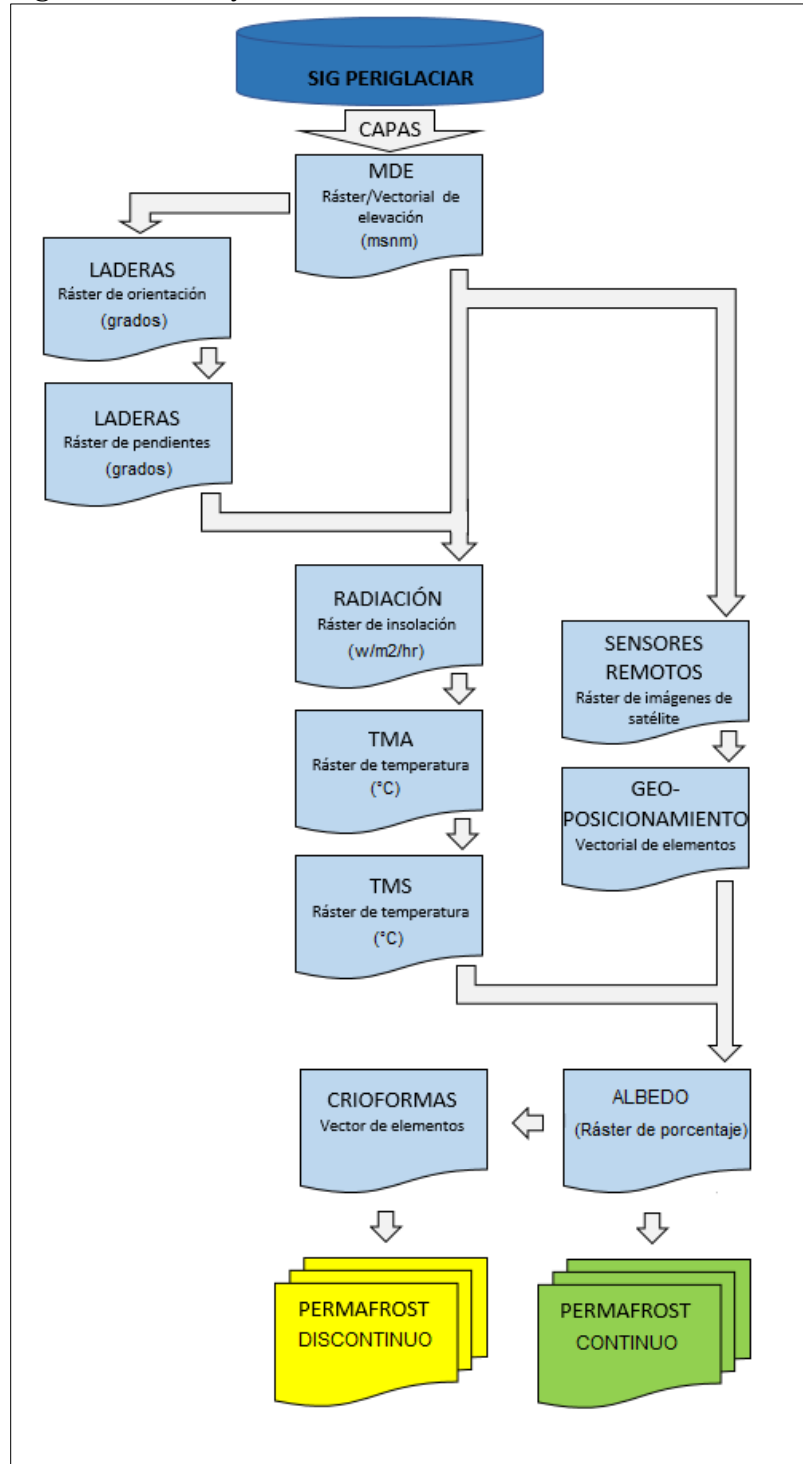 SIG PERIGLACIAR
CAPAS
MDE
Ráster/Vectorial de
elevación
(msnm)
LADERAS
Ráster de orientación
(grados)
LADERAS
Ráster de pendientes
(grados)
RADIACIÓN
Ráster de insolación
(w/m2/hr)
TMA
Ráster de temperatura
(°C)
TMS
Ráster de temperatura
(°C)
SENSORES
REMOTOS
Ráster de imágenes de
satélite
GEO-
POSICIONAMIENTO
Vectorial de elementos
ALBEDO
(Ráster de porcentaje)
CRIOFORMAS
Vector de elementos
PERMAFROST
DISCONTINUO
PERMAFROST
CONTINUO